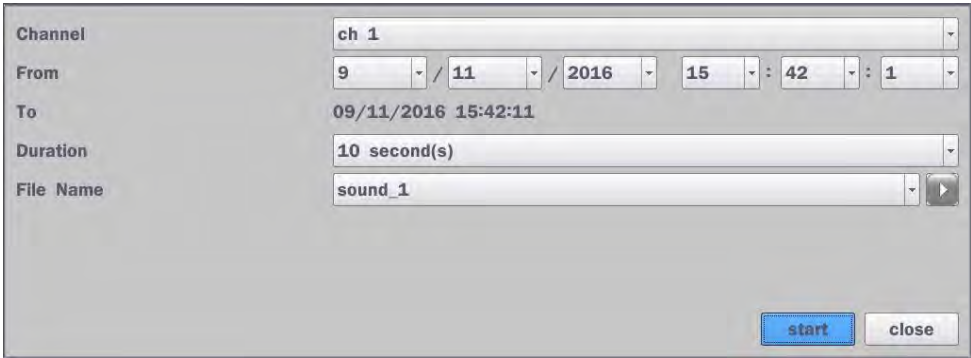 Channel ch 1
From 9 / 11 / 2016 15 : 42 : 1
To 09/11/2016 15:42:11
Duration 10 second(s)
File Name sound_1
start close